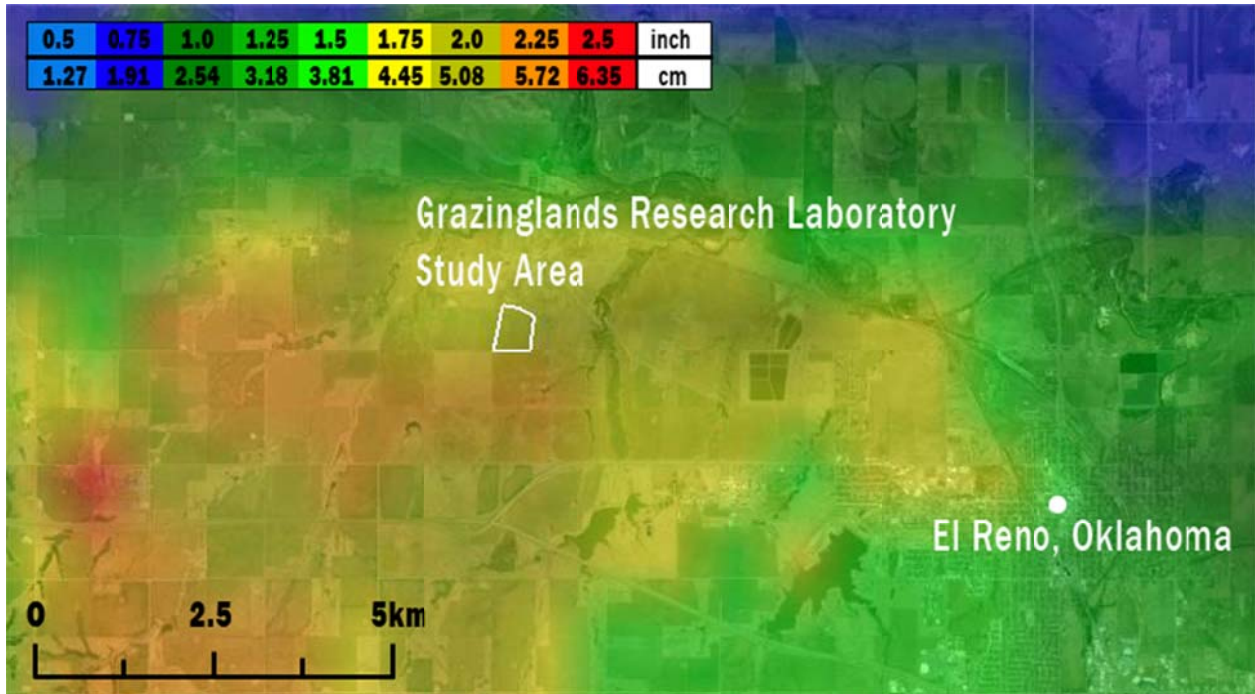 0.5 0.75 1.0 1.25 1.5 1.75 2.0 2.25 2.5 inch
1.27 1.91 2.54 3.18 3.81 4.45 5.08 5.72 6.35 cm
Grazinglands Research Laboratory
Study Area
El Reno, Oklahoma
0 2.5 5km